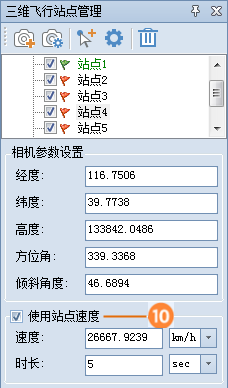 三维飞行站点管理
站点1
站点2
站点3
站点4
站点5
相机参数设置
经度: 116.7506
纬度: 39.7738
高度: 133842.0486
方位角: 339.3368
倾斜角度: 46.6894
使用站点速度 10
速度: 26667.9239 km/h
时长: 5 sec